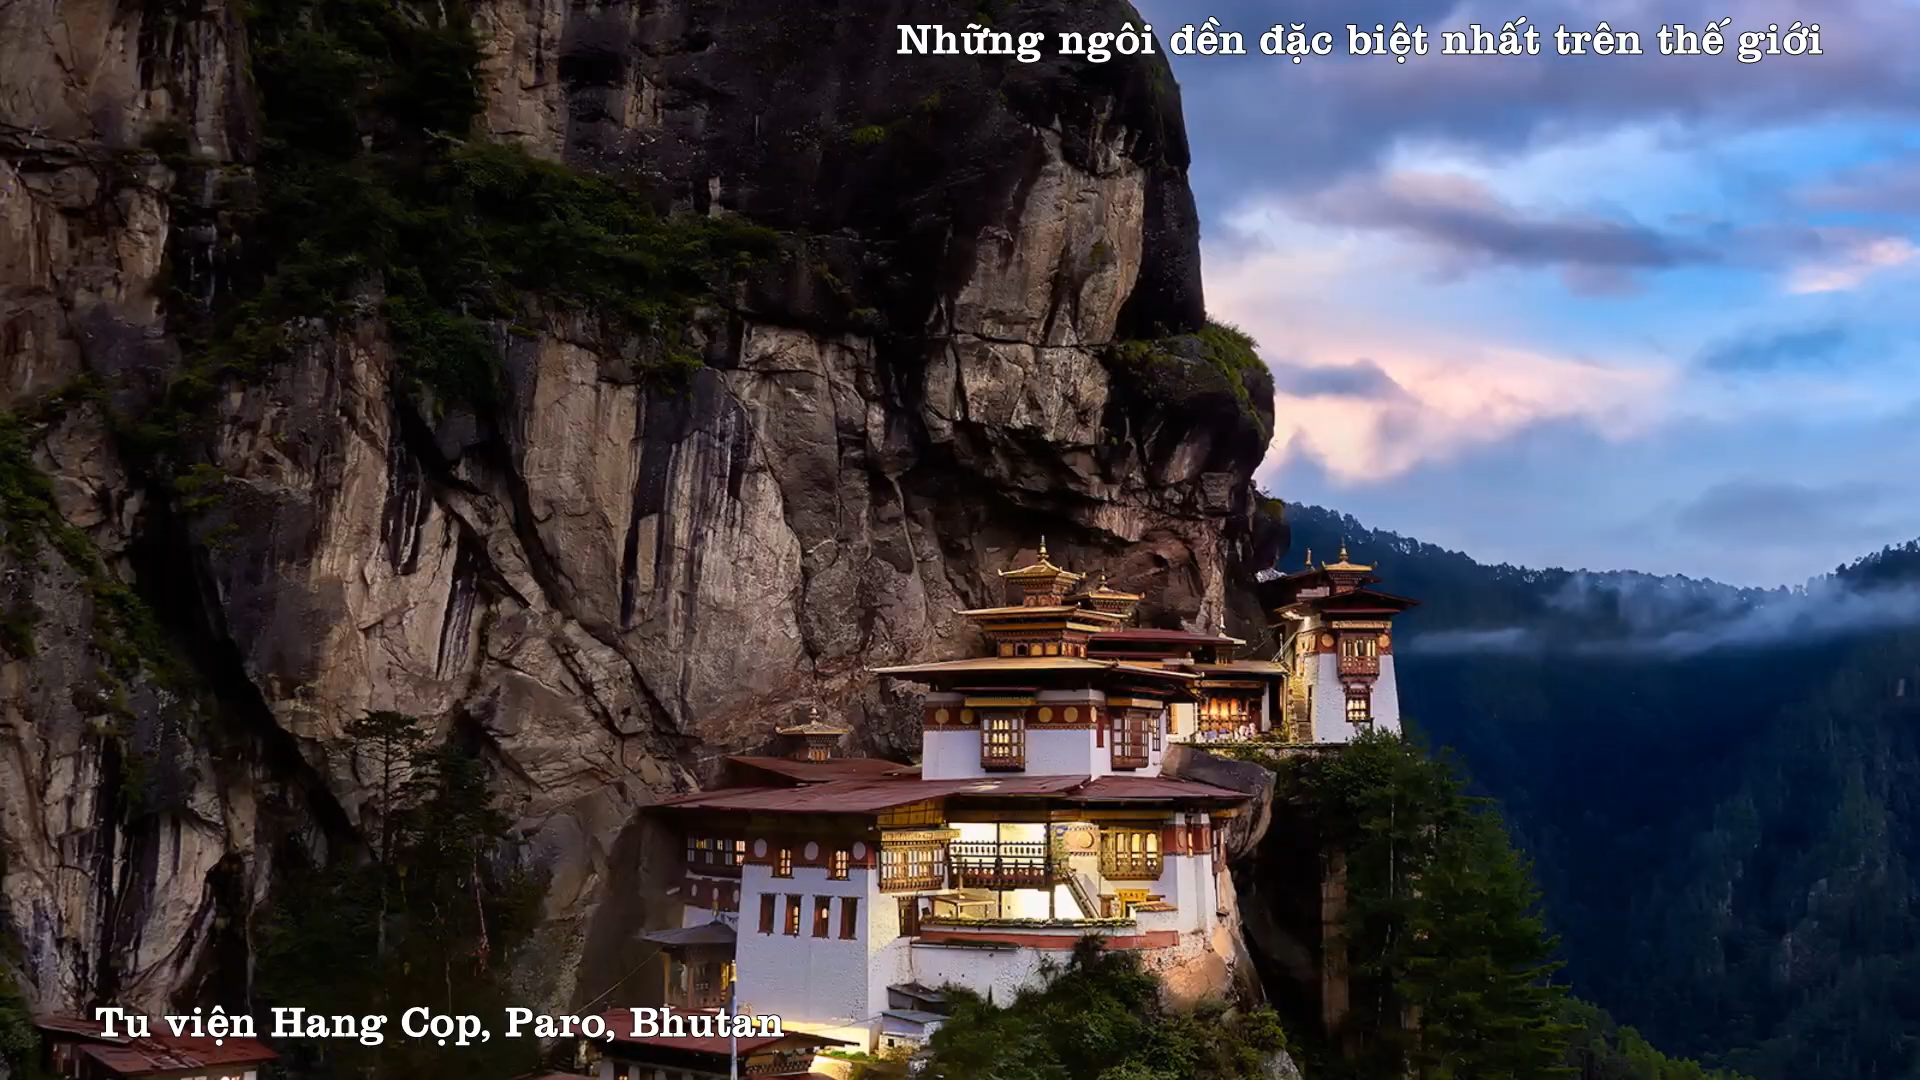 Những ngôi đền đặc biệt nhất trên thế giới
Tu viện Hang Cọp, Paro, Bhutan